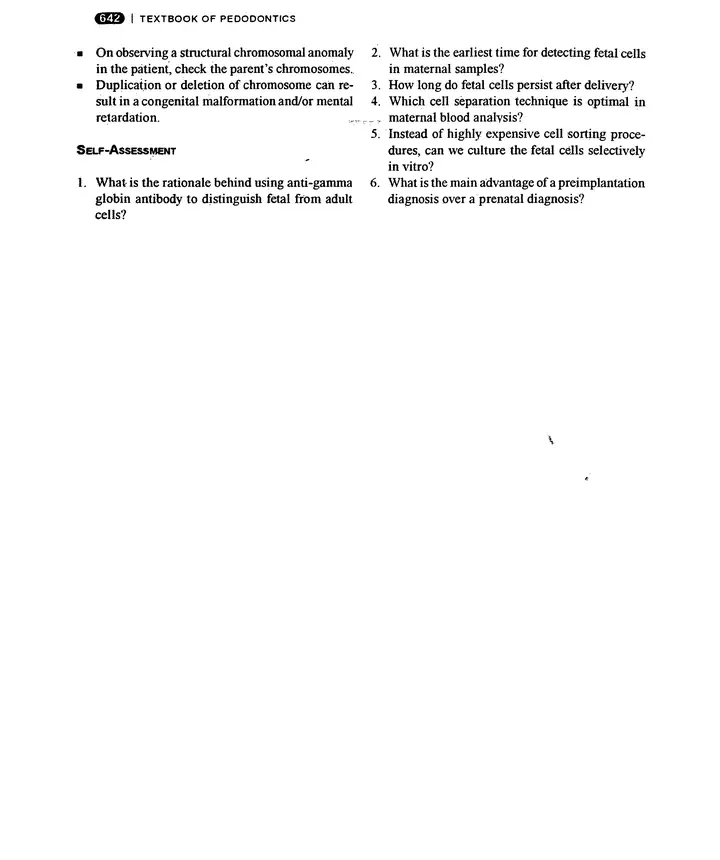 642 | TEXTBOOK OF PEDODONTICS
▪ On observing a structural chromosomal anomaly
in the patient, check the parent's chromosomes.
▪ Duplication or deletion of chromosome can re-
sult in a congenital malformation and/or mental
retardation.
SELF-ASSESSMENT
1. What is the rationale behind using anti-gamma
globin antibody to distinguish fetal from adult
cells?
2. What is the earliest time for detecting fetal cells
in maternal samples?
3. How long do fetal cells persist after delivery?
4. Which cell separation technique is optimal in
maternal blood analysis?
5. Instead of highly expensive cell sorting proce-
dures, can we culture the fetal cells selectively
in vitro?
6. What is the main advantage of a preimplantation
diagnosis over a prenatal diagnosis?